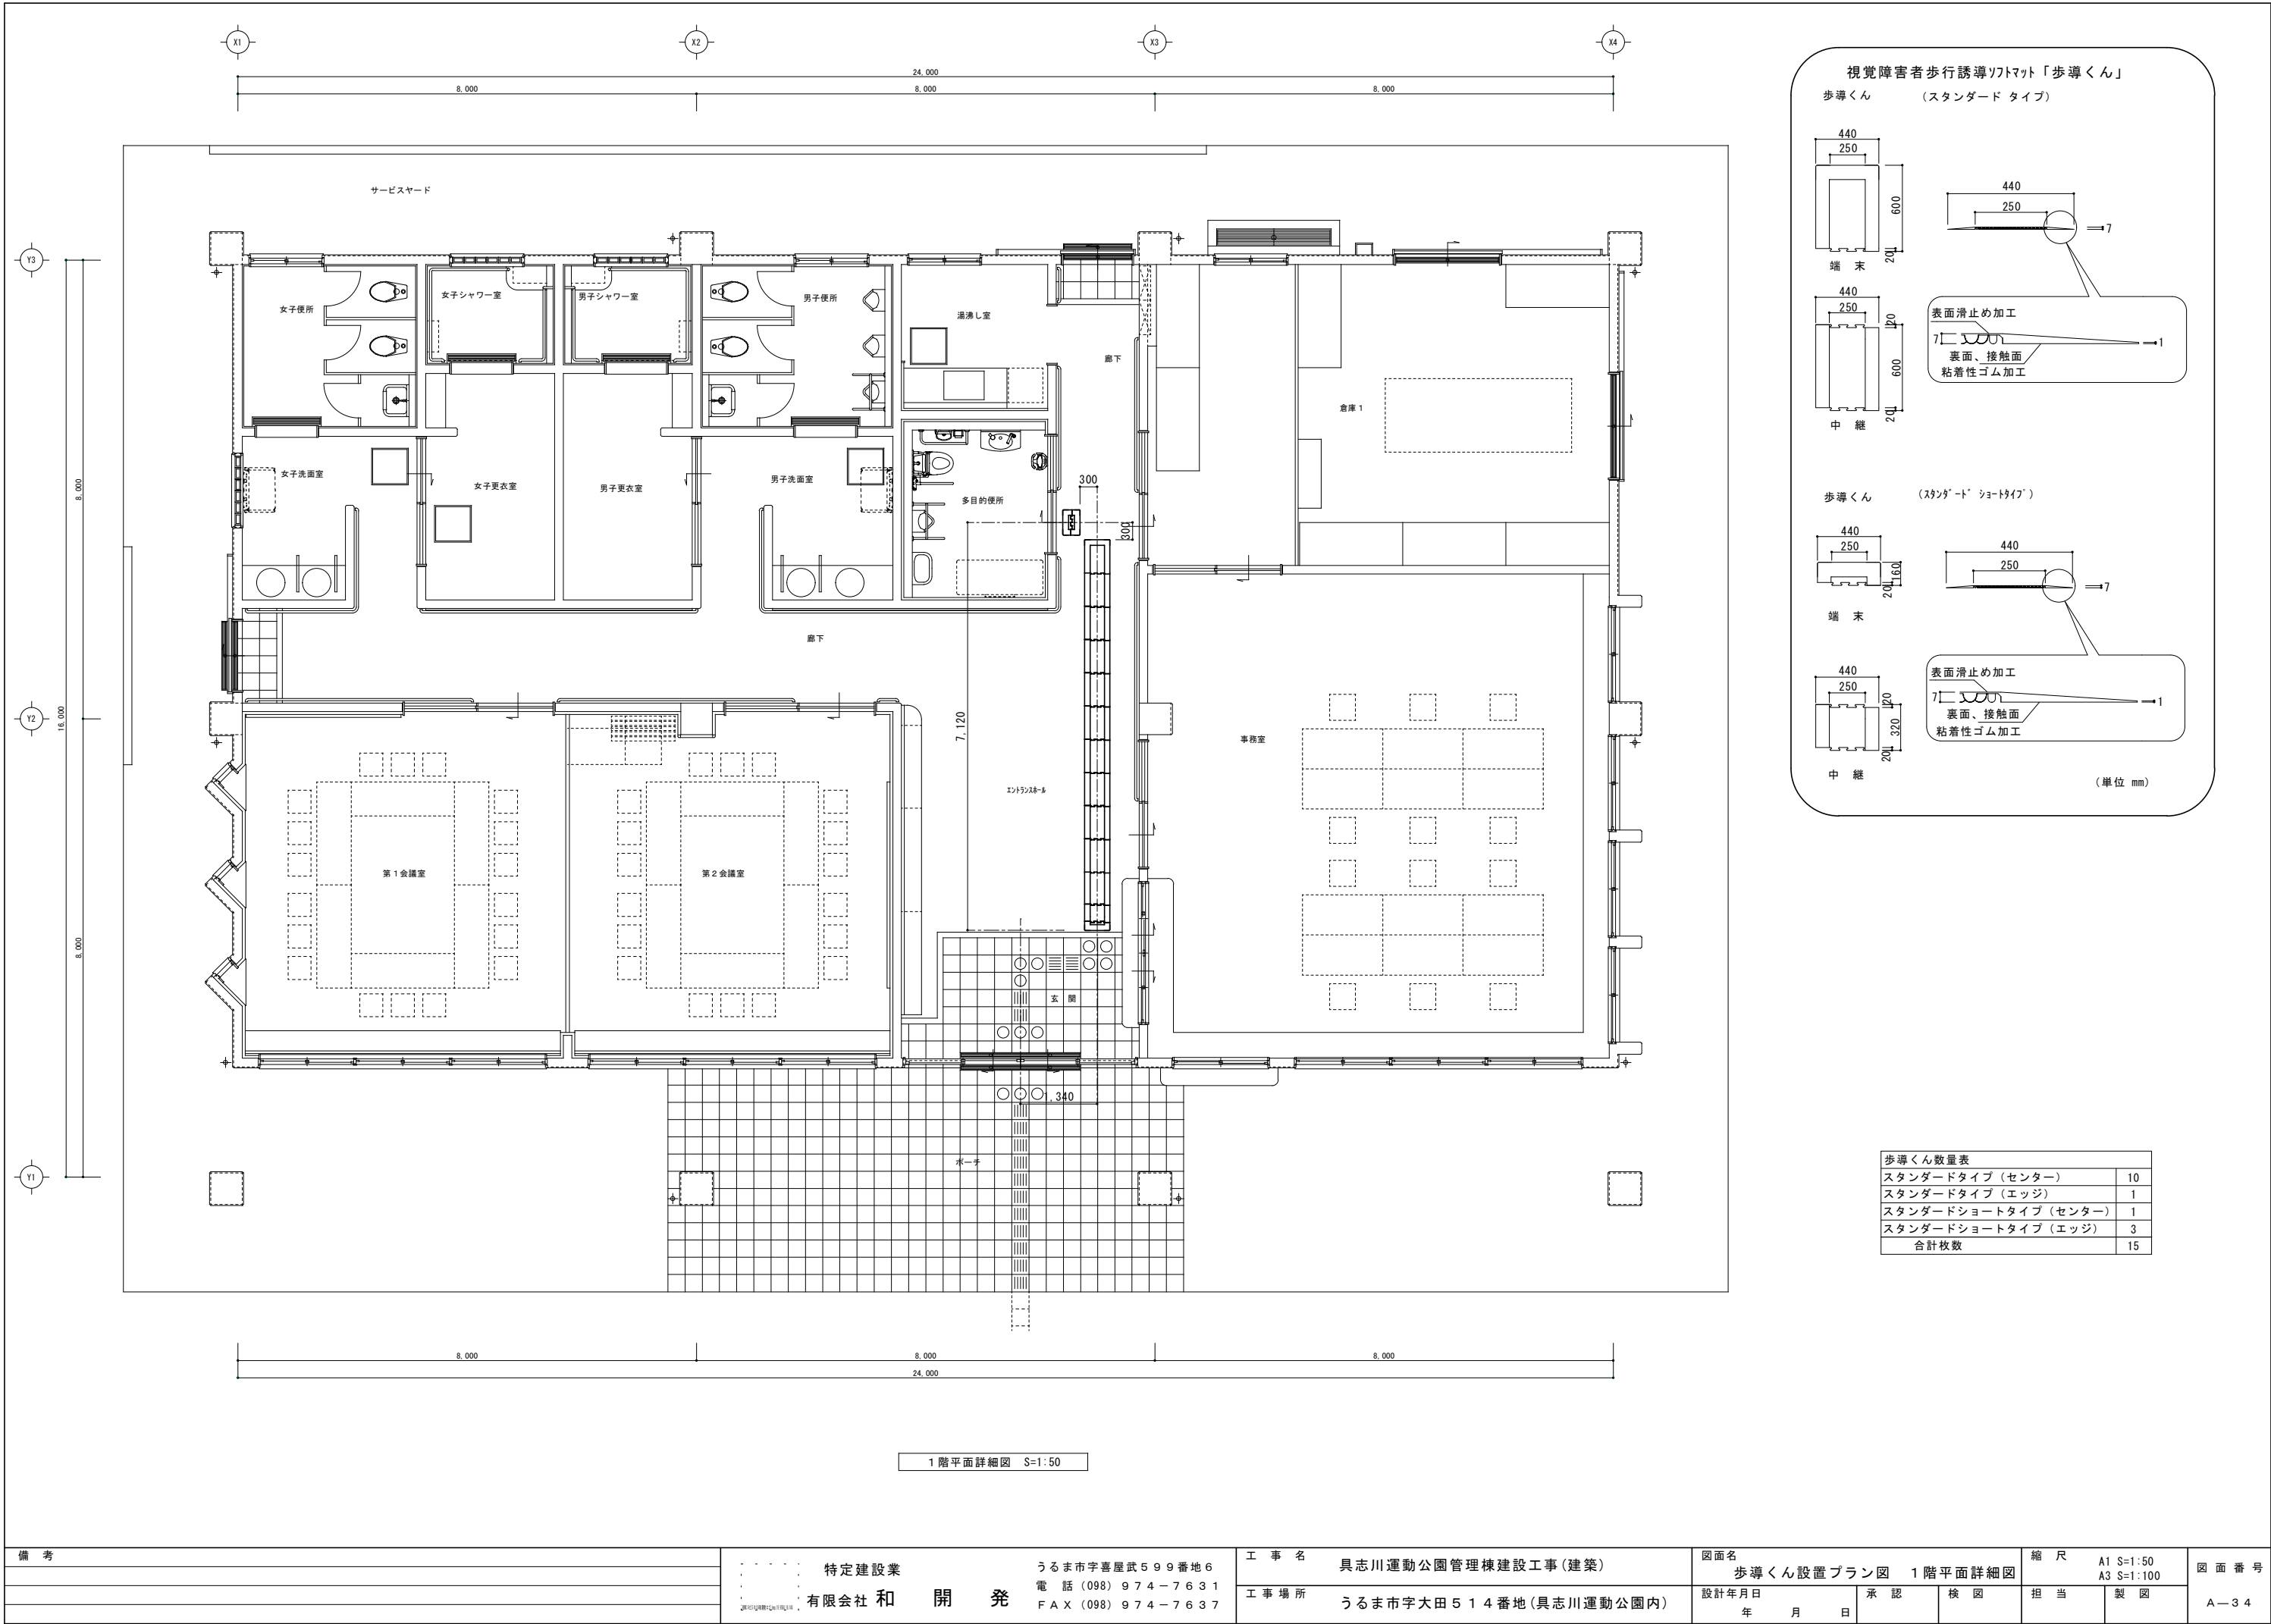 X1
X2
X3
X4
24,000
8,000
8,000
8,000
サービスヤード
Y3
女子便所
女子シャワー室
男子シャワー室
男子便所
湯沸し室
廊下
倉庫1
女子洗面室
女子更衣室
男子更衣室
男子洗面室
多目的便所
300
300
8,000
16,000
8,000
廊下
Y2
7,120
エントランスホール
事務室
第1会議室
第2会議室
玄 関
1,340
ポーチ
Y1
8,000
8,000
8,000
24,000
1階平面詳細図 S=1:50
視覚障害者歩行誘導ソフトマット「歩導くん」
歩導くん (スタンダード タイプ)
440
250
600
20
端 末
440
250
7
440
250
20
600
20
中 継
表面滑止め加工
7
1
裏面、接触面
粘着性ゴム加工
歩導くん (スタンダード ショートタイプ)
440
250
160
20
端 末
440
250
7
440
250
20
320
20
中 継
表面滑止め加工
7
1
裏面、接触面
粘着性ゴム加工
(単位 mm)
歩導くん数量表
スタンダードタイプ(センター) 10
スタンダードタイプ(エッジ) 1
スタンダードショートタイプ(センター) 1
スタンダードショートタイプ(エッジ) 3
合計枚数 15
備 考
特定建設業
有限会社 和 開 発
うるま市字喜屋武599番地6
電 話 (098) 974-7631
FAX (098) 974-7637
工 事 名 具志川運動公園管理棟建設工事(建築)
工事場所 うるま市字大田514番地(具志川運動公園内)
図面名
歩導くん設置プラン図 1階平面詳細図
設計年月日
年 月 日
承 認
検 図
縮 尺
A1 S=1:50
A3 S=1:100
担 当
製 図
図面番号
A-34